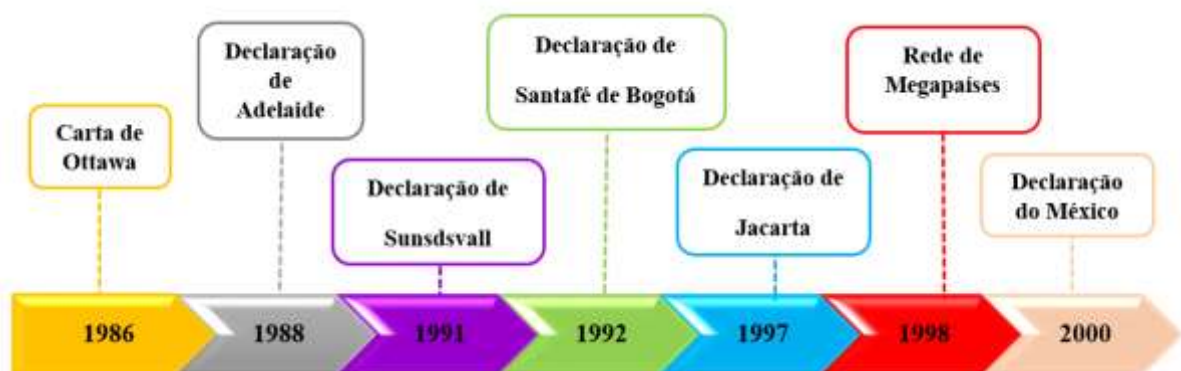 Carta de
Ottawa
Declaração
de
Adelaide
Declaração de
Sunsdsvall
Declaração de
Santafé de Bogotá
Declaração de
Jacarta
Rede de
Megapaíses
Declaração
do México
1986
1988
1991
1992
1997
1998
2000